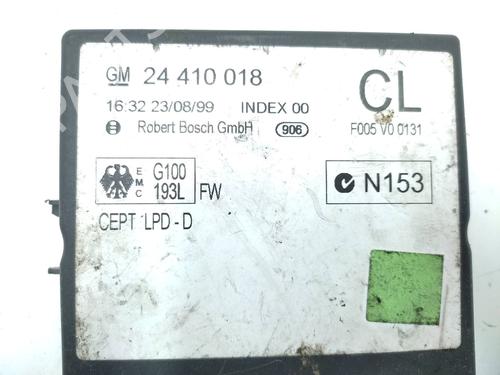 GM 24 410 018 CL
16:32 23/08/99 INDEX 00
Robert Bosch GmbH 906 F005 V0 0131
EMC G100 193L FW N153
CEPT LPD - D